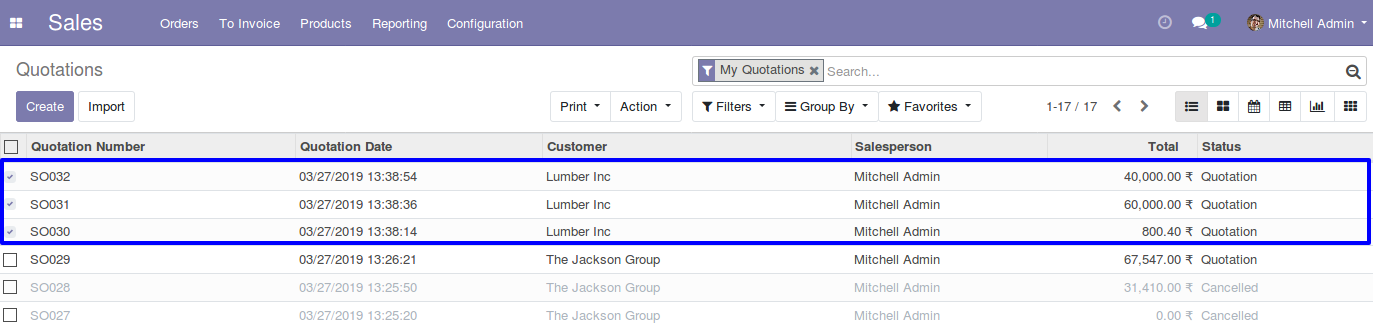 Sales Orders To Invoice Products Reporting Configuration 1 Mitchell Admin
Quotations My Quotations Search...
Create Import Print Action Filters Group By Favorites 1-17 / 17
Quotation Number Quotation Date Customer Salesperson Total Status
SO032 03/27/2019 13:38:54 Lumber Inc Mitchell Admin 40,000.00 ₹ Quotation
SO031 03/27/2019 13:38:36 Lumber Inc Mitchell Admin 60,000.00 ₹ Quotation
SO030 03/27/2019 13:38:14 Lumber Inc Mitchell Admin 800.40 ₹ Quotation
SO029 03/27/2019 13:26:21 The Jackson Group Mitchell Admin 67,547.00 ₹ Quotation
SO028 03/27/2019 13:25:50 The Jackson Group Mitchell Admin 31,410.00 ₹ Cancelled
SO027 03/27/2019 13:25:20 The Jackson Group Mitchell Admin 0.00 ₹ Cancelled